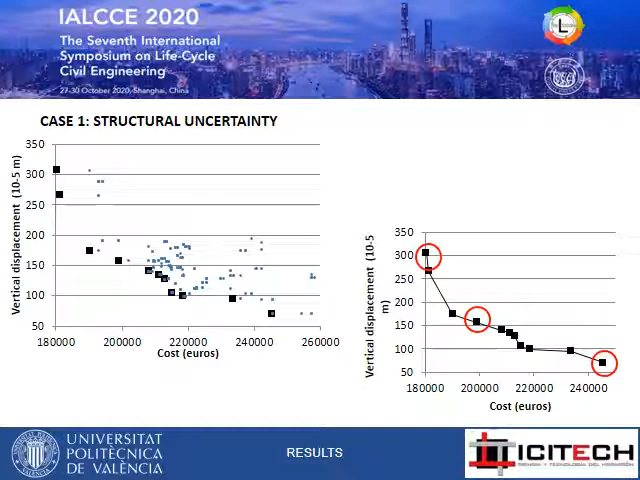 IALCCE 2020
The Seventh International
Symposium on Life-Cycle
Civil Engineering
27-30 October 2020, Shanghai, China
CASE 1: STRUCTURAL UNCERTAINTY
Vertical displacement (10-5 m)
350
300
250
200
150
100
50
180000 200000 220000 240000 260000
Cost (euros)
Vertical displacement (10-5
m)
350
300
250
200
150
100
50
180000 200000 220000 240000
Cost (euros)
UNIVERSITAT
POLITÈCNICA
DE VALÈNCIA
RESULTS
ICITECH